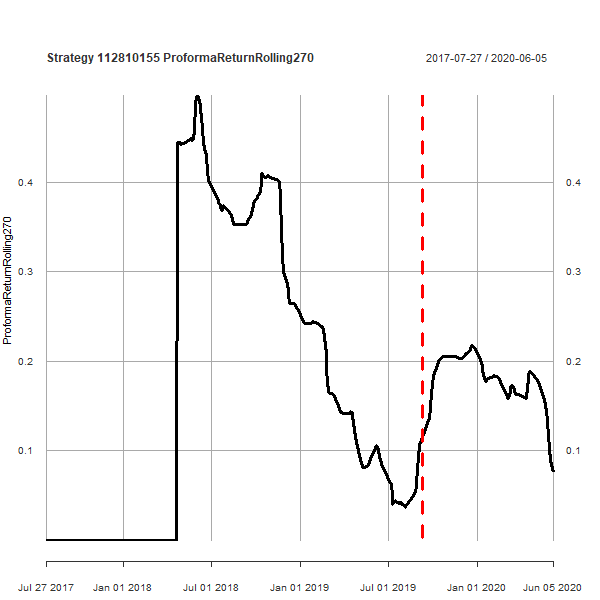 Strategy 112810155 ProformaReturnRolling270
2017-07-27 / 2020-06-05
ProformaReturnRolling270
0.4 0.4
0.3 0.3
0.2 0.2
0.1 0.1
Jul 27 2017 Jan 01 2018 Jul 01 2018 Jan 01 2019 Jul 01 2019 Jan 01 2020 Jun 05 2020